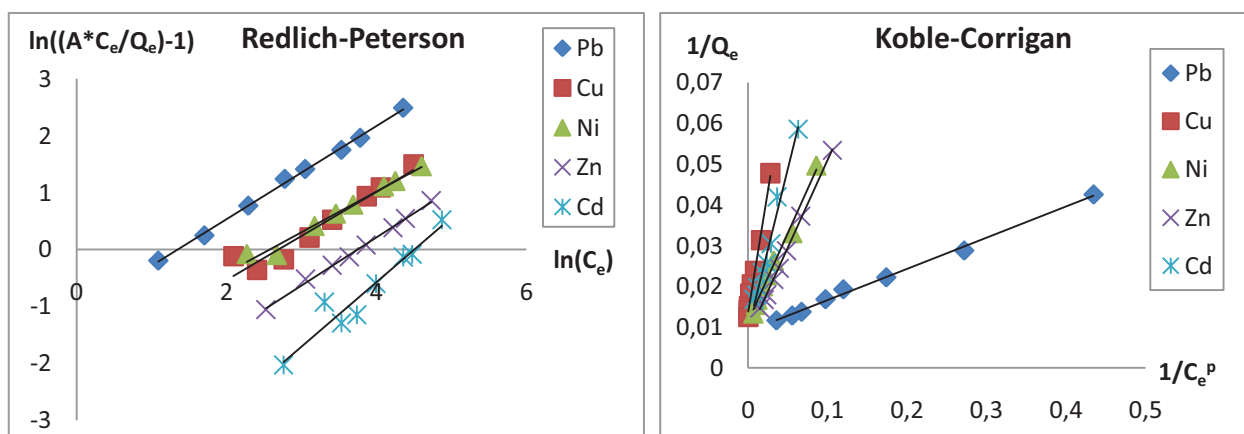 ln((A*Cₑ/Qₑ)-1)
Redlich-Peterson
3
2
1
0
-1
-2
-3
0
2
4
6
ln(Cₑ)
Pb
Cu
Ni
Zn
Cd
1/Qₑ
Koble-Corrigan
0,07
0,06
0,05
0,04
0,03
0,02
0,01
0
0
0,1
0,2
0,3
0,4
0,5
1/Cₑᵖ
Pb
Cu
Ni
Zn
Cd